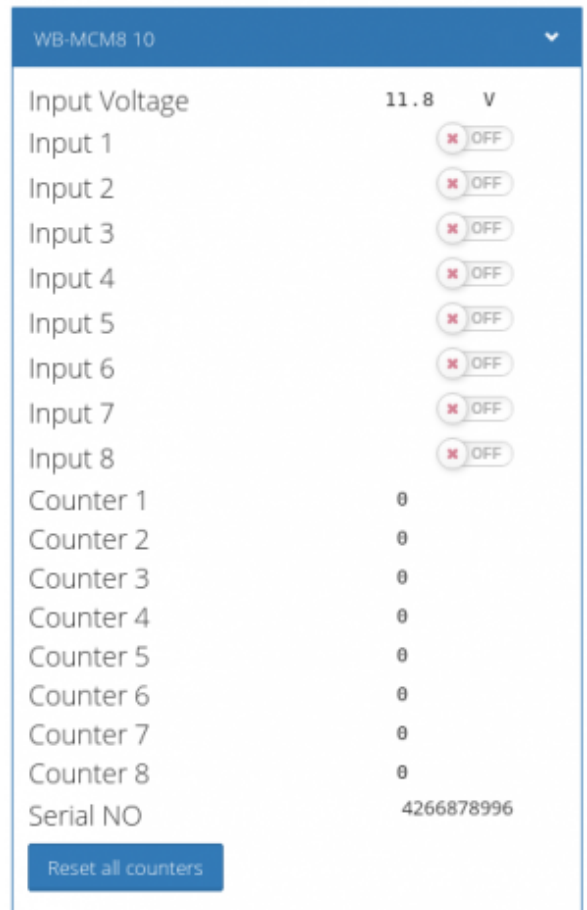 WB-MCM8 10
Input Voltage 11.8 V
Input 1 OFF
Input 2 OFF
Input 3 OFF
Input 4 OFF
Input 5 OFF
Input 6 OFF
Input 7 OFF
Input 8 OFF
Counter 1 0
Counter 2 0
Counter 3 0
Counter 4 0
Counter 5 0
Counter 6 0
Counter 7 0
Counter 8 0
Serial NO 4266878996
Reset all counters